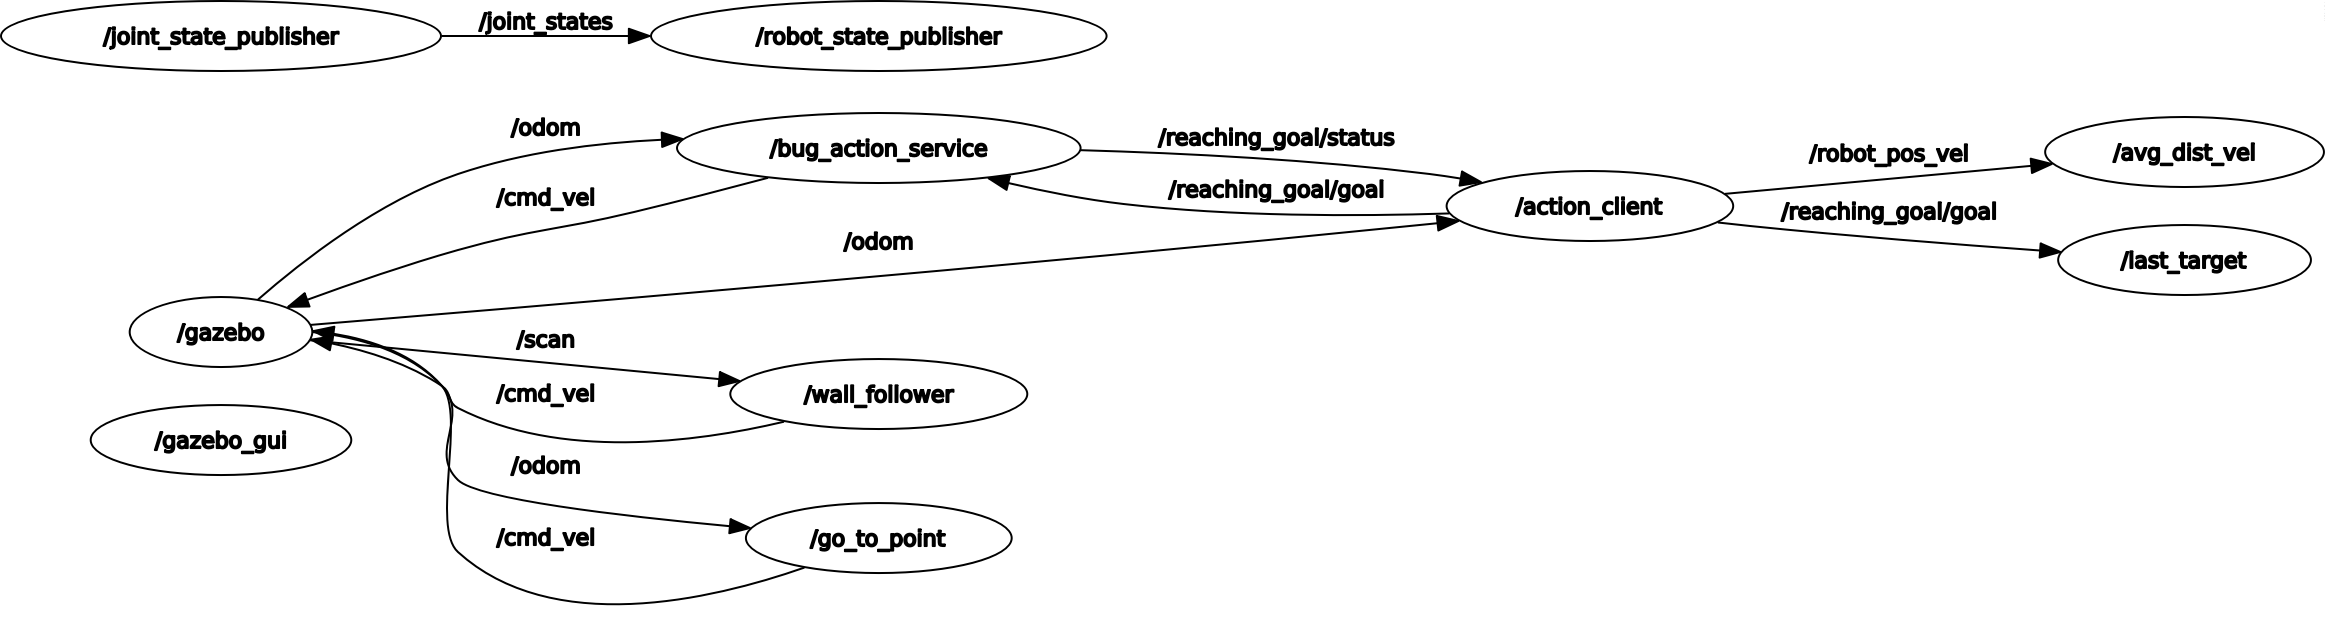 /joint_state_publisher
/joint_states
/robot_state_publisher
/odom
/bug_action_service
/cmd_vel
/reaching_goal/status
/reaching_goal/goal
/odom
/action_client
/robot_pos_vel
/avg_dist_vel
/reaching_goal/goal
/last_target
/gazebo
/scan
/cmd_vel
/wall_follower
/gazebo_gui
/odom
/cmd_vel
/go_to_point